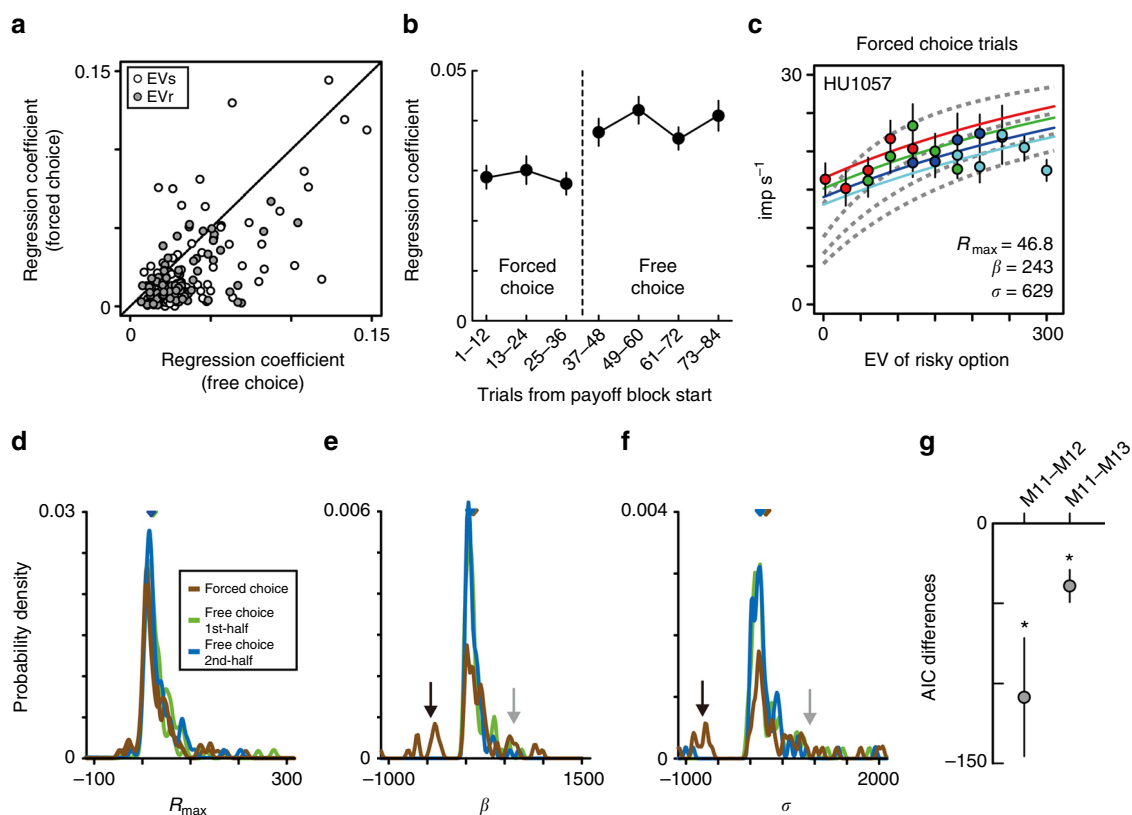 a
0.15
EVs
EVr
Regression coefficient
(forced choice)
0
0
0.15
Regression coefficient
(free choice)
b
0.05
Regression coefficient
Forced
choice
Free
choice
0
1–12
13–24
25–36
37–48
49–60
61–72
73–84
Trials from payoff block start
c
Forced choice trials
30
HU1057
imp s⁻¹
Rmax = 46.8
β = 243
σ = 629
0
0
300
EV of risky option
d
0.03
Probability density
Forced choice
Free choice
1st-half
Free choice
2nd-half
0
–100
300
Rmax
e
0.006
0
–1000
1500
β
f
0.004
0
–1000
2000
σ
g
M11–M12
M11–M13
0
AIC differences
*
*
–150